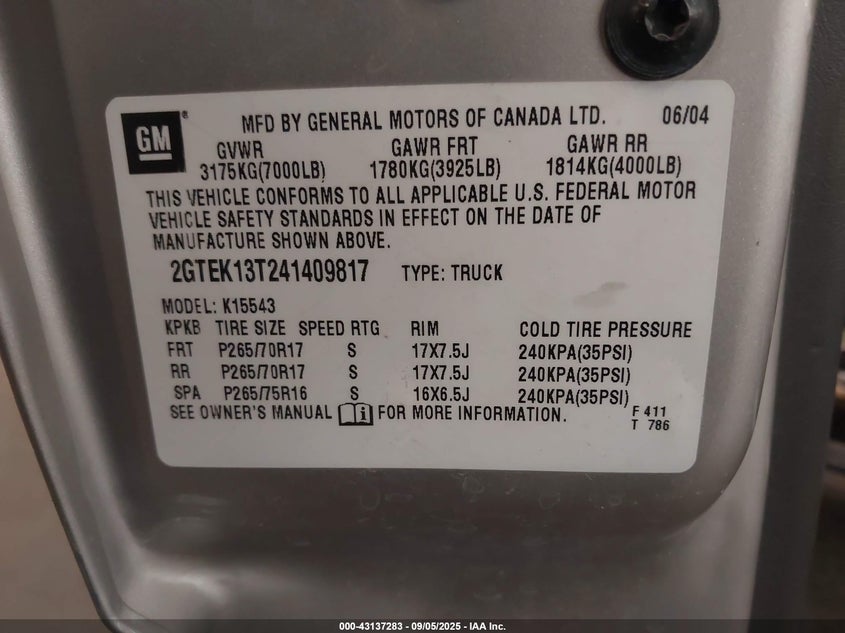 GM ® MFD BY GENERAL MOTORS OF CANADA LTD. 06/04
GVWR GAWR FRT GAWR RR
3175KG(7000LB) 1780KG(3925LB) 1814KG(4000LB)
THIS VEHICLE CONFORMS TO ALL APPLICABLE U.S. FEDERAL MOTOR
VEHICLE SAFETY STANDARDS IN EFFECT ON THE DATE OF
MANUFACTURE SHOWN ABOVE.
2GTEK13T241409817 TYPE: TRUCK
MODEL: K15543
KPKB TIRE SIZE SPEED RTG RIM COLD TIRE PRESSURE
FRT P265/70R17 S 17X7.5J 240KPA(35PSI)
RR P265/70R17 S 17X7.5J 240KPA(35PSI)
SPA P265/75R16 S 16X6.5J 240KPA(35PSI)
SEE OWNER'S MANUAL i FOR MORE INFORMATION. F 411
T 786
000-43137283 - 09/05/2025 - IAA Inc.